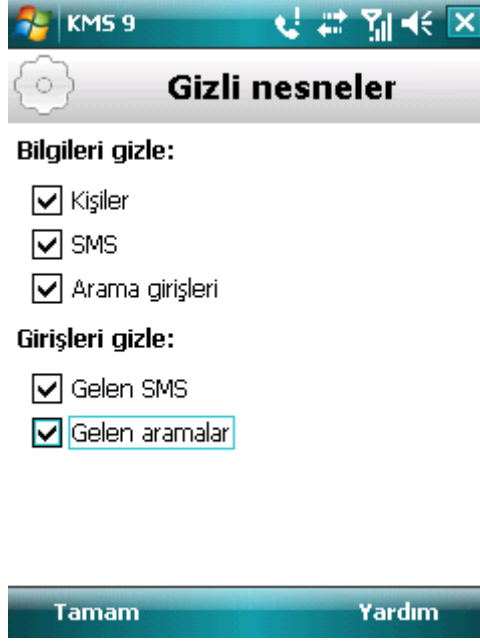 KMS 9
Gizli nesneler
Bilgileri gizle:
Kişiler
SMS
Arama girişleri
Girişleri gizle:
Gelen SMS
Gelen aramalar
Tamam Yardım